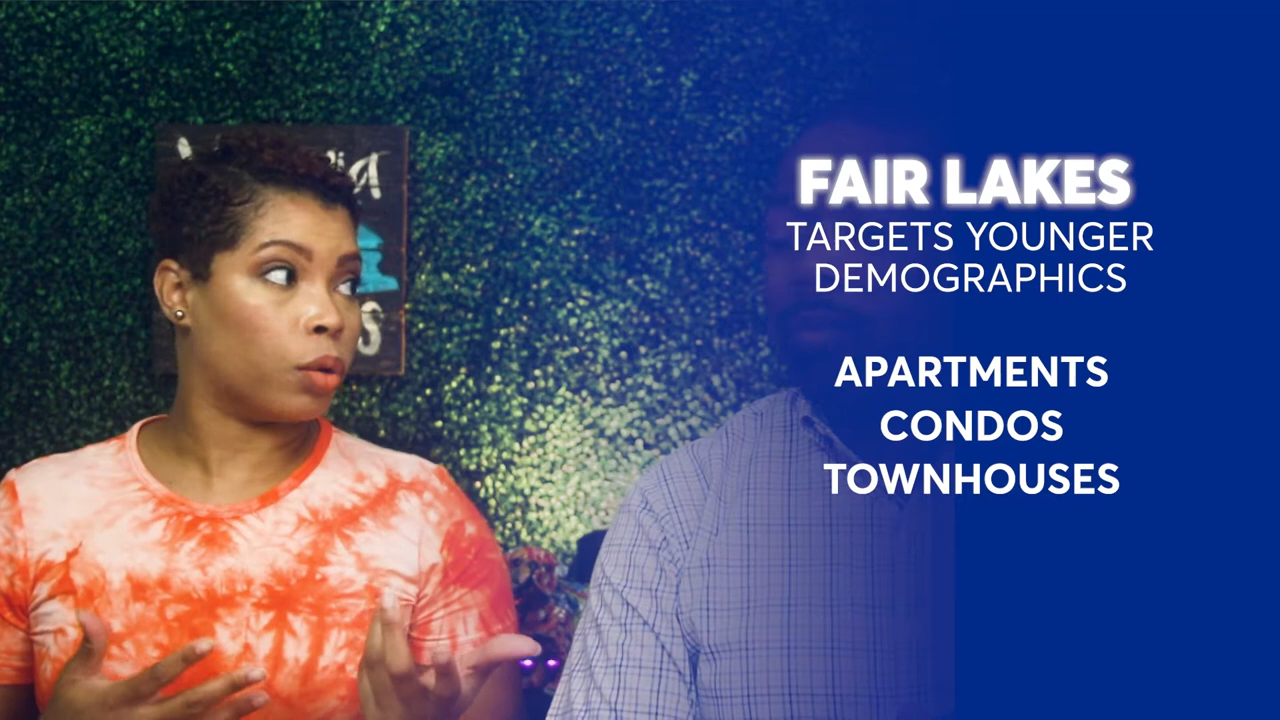 FAIR LAKES
TARGETS YOUNGER
DEMOGRAPHICS
APARTMENTS
CONDOS
TOWNHOUSES